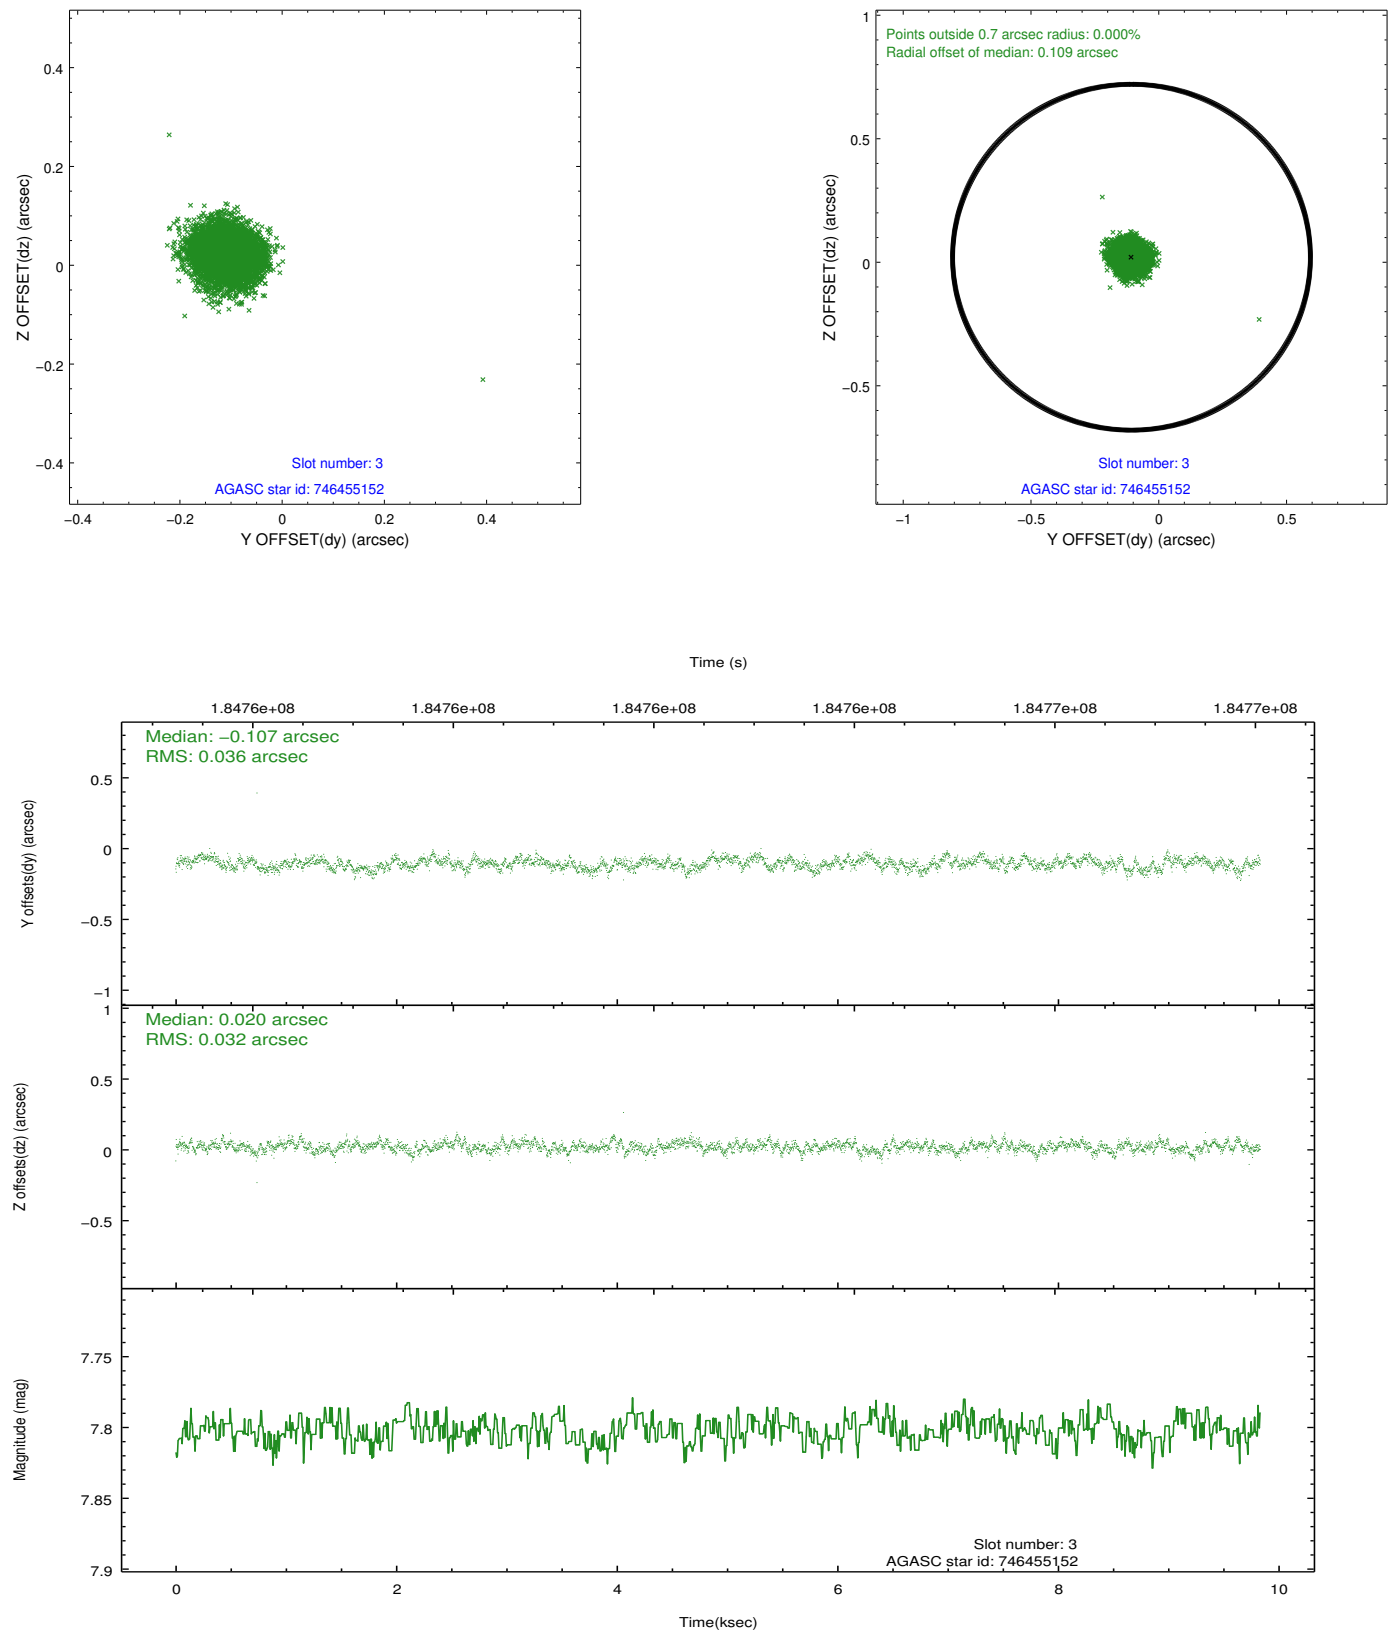 0.4
0.2
0
−0.2
−0.4
Z OFFSET(dz) (arcsec)
Slot number: 3
AGASC star id: 746455152
−0.4
−0.2
0
0.2
0.4
Y OFFSET(dy) (arcsec)
Points outside 0.7 arcsec radius: 0.000%
Radial offset of median: 0.109 arcsec
1
0.5
0
−0.5
Z OFFSET(dz) (arcsec)
Slot number: 3
AGASC star id: 746455152
−1
−0.5
0
0.5
Y OFFSET(dy) (arcsec)
Time (s)
1.8476e+08
1.8476e+08
1.8476e+08
1.8476e+08
1.8477e+08
1.8477e+08
Median: −0.107 arcsec
RMS: 0.036 arcsec
0.5
0
−0.5
−1
Y offsets(dy) (arcsec)
Median: 0.020 arcsec
RMS: 0.032 arcsec
1
0.5
0
−0.5
Z offsets(dz) (arcsec)
7.75
7.8
7.85
7.9
Magnitude (mag)
Slot number: 3
AGASC star id: 746455152
0
2
4
6
8
10
Time(ksec)